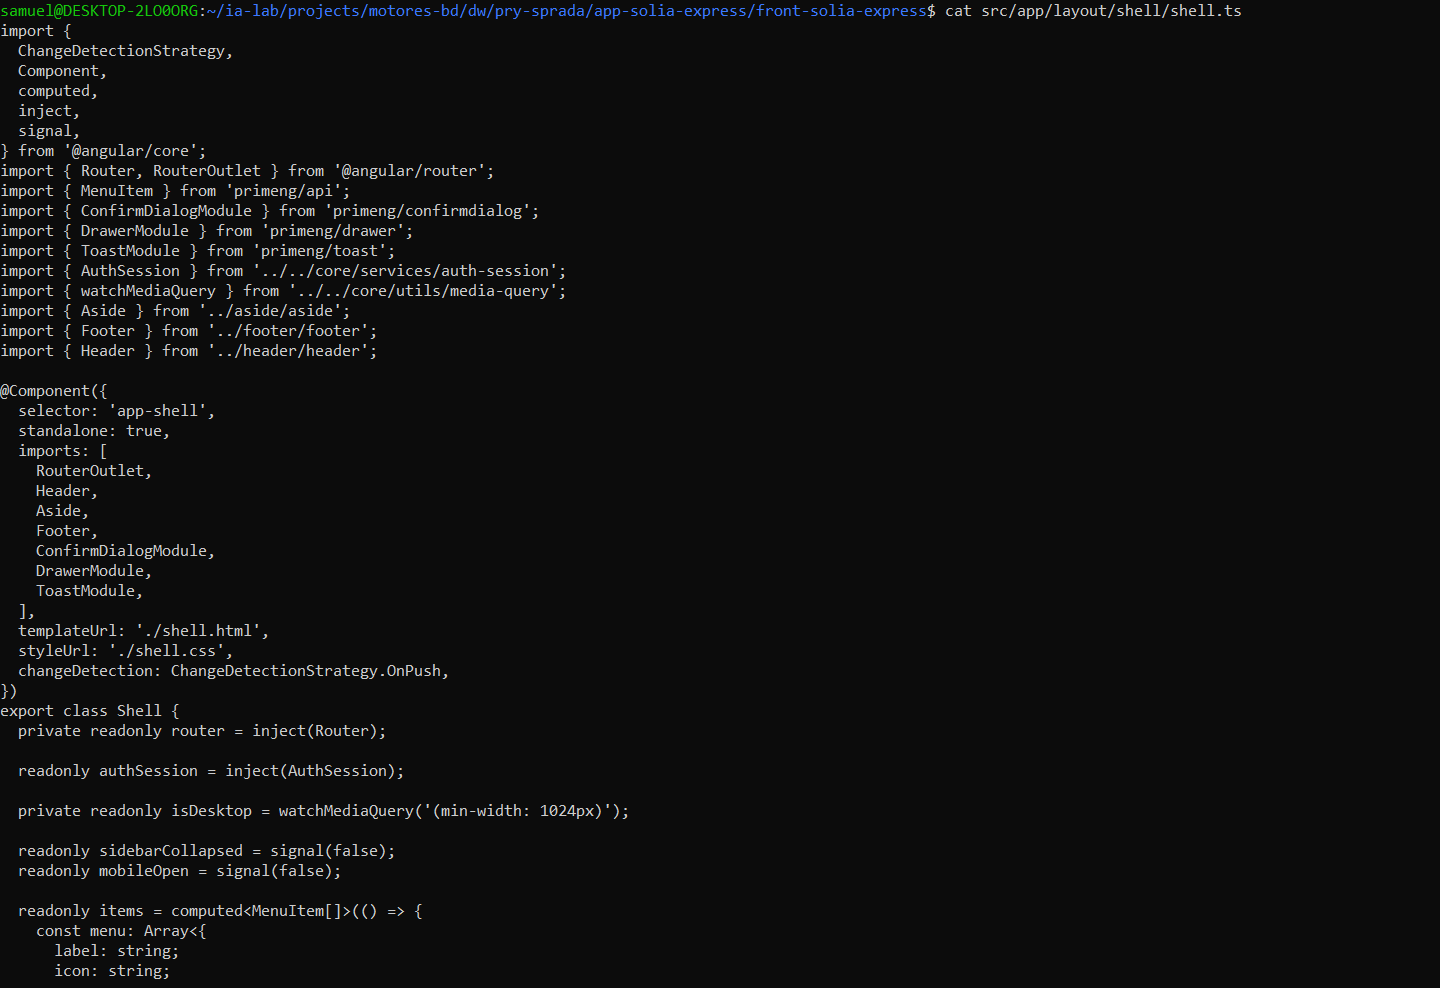 samuel@DESKTOP-2LO0ORG:~/ia-lab/projects/motores-bd/dw/pry-sprada/app-solia-express/front-solia-express$ cat src/app/layout/shell/shell.ts
import {
  ChangeDetectionStrategy,
  Component,
  computed,
  inject,
  signal,
} from '@angular/core';
import { Router, RouterOutlet } from '@angular/router';
import { MenuItem } from 'primeng/api';
import { ConfirmDialogModule } from 'primeng/confirmdialog';
import { DrawerModule } from 'primeng/drawer';
import { ToastModule } from 'primeng/toast';
import { AuthSession } from '../../core/services/auth-session';
import { watchMediaQuery } from '../../core/utils/media-query';
import { Aside } from '../aside/aside';
import { Footer } from '../footer/footer';
import { Header } from '../header/header';

@Component({
  selector: 'app-shell',
  standalone: true,
  imports: [
    RouterOutlet,
    Header,
    Aside,
    Footer,
    ConfirmDialogModule,
    DrawerModule,
    ToastModule,
  ],
  templateUrl: './shell.html',
  styleUrl: './shell.css',
  changeDetection: ChangeDetectionStrategy.OnPush,
})
export class Shell {
  private readonly router = inject(Router);

  readonly authSession = inject(AuthSession);

  private readonly isDesktop = watchMediaQuery('(min-width: 1024px)');

  readonly sidebarCollapsed = signal(false);
  readonly mobileOpen = signal(false);

  readonly items = computed<MenuItem[]>(() => {
    const menu: Array<{
      label: string;
      icon: string;